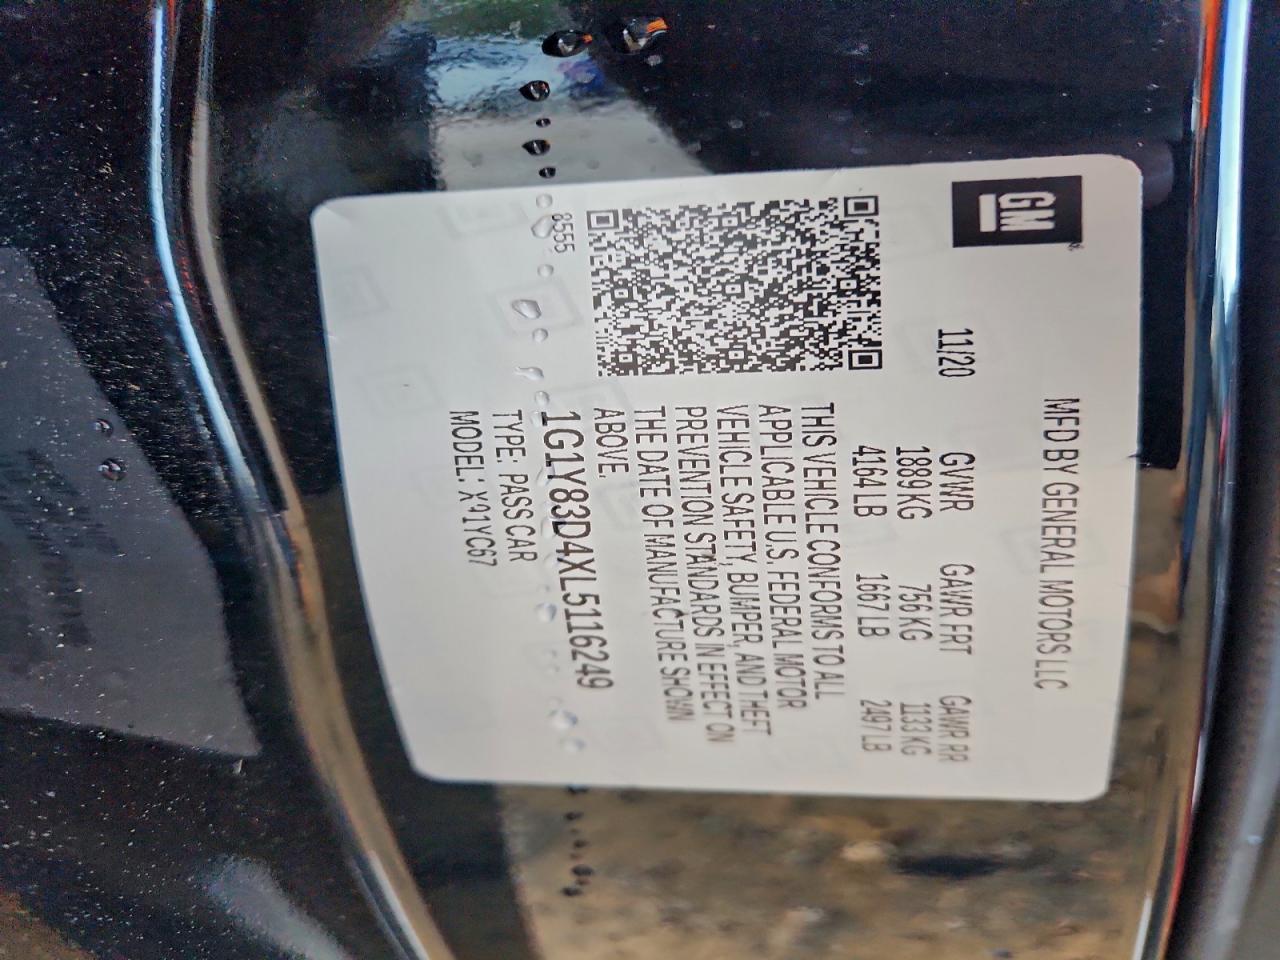 GM
MFD BY GENERAL MOTORS LLC
11/20 GVWR GAWR FRT GAWR RR
1889 KG 756 KG 1133 KG
4164 LB 1667 LB 2497 LB
THIS VEHICLE CONFORMS TO ALL
APPLICABLE U.S. FEDERAL MOTOR
VEHICLE SAFETY, BUMPER, AND THEFT
PREVENTION STANDARDS IN EFFECT ON
THE DATE OF MANUFACTURE SHOWN
ABOVE.
8555
1G1Y83D4XL5116249
TYPE: PASS CAR
MODEL: X*1YC67